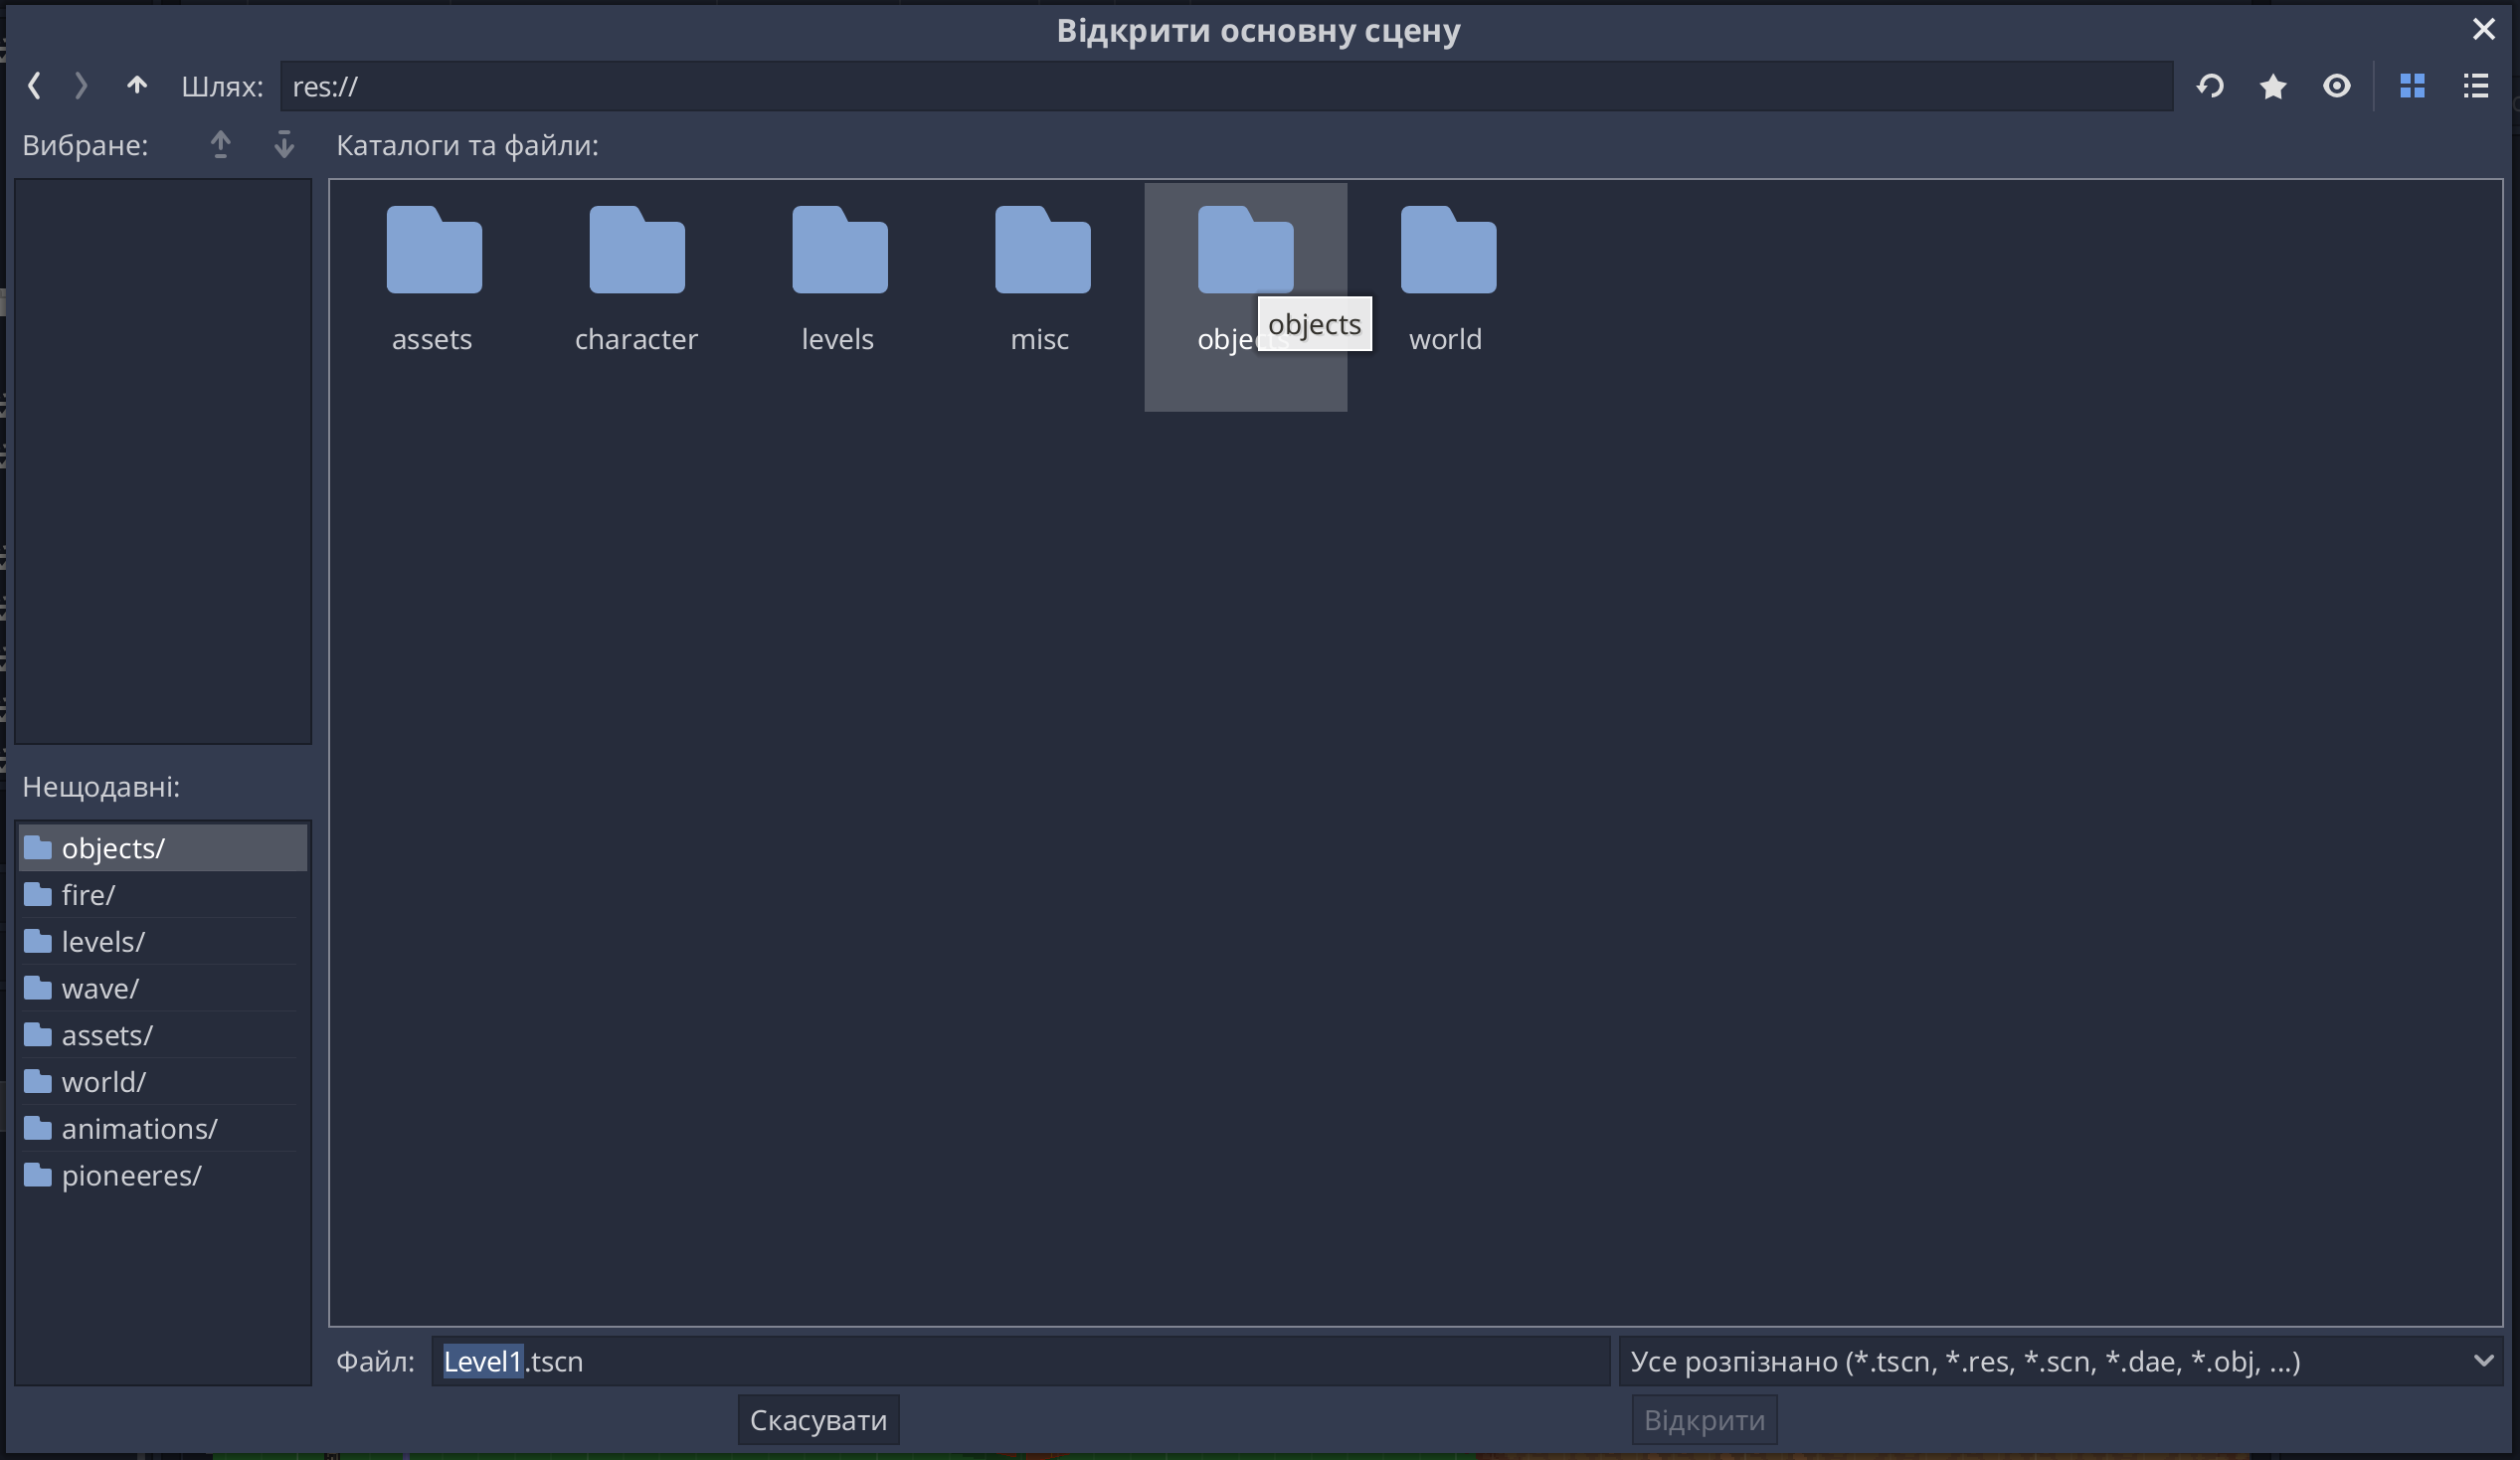 Відкрити основну сцену
Шлях: res://
Вибране:
Каталоги та файли:
assets
character
levels
misc
objects
objects
world
Нещодавні:
objects/
fire/
levels/
wave/
assets/
world/
animations/
pioneeres/
Файл: Level1.tscn
Усе розпізнано (*.tscn, *.res, *.scn, *.dae, *.obj, ...)
Скасувати
Відкрити